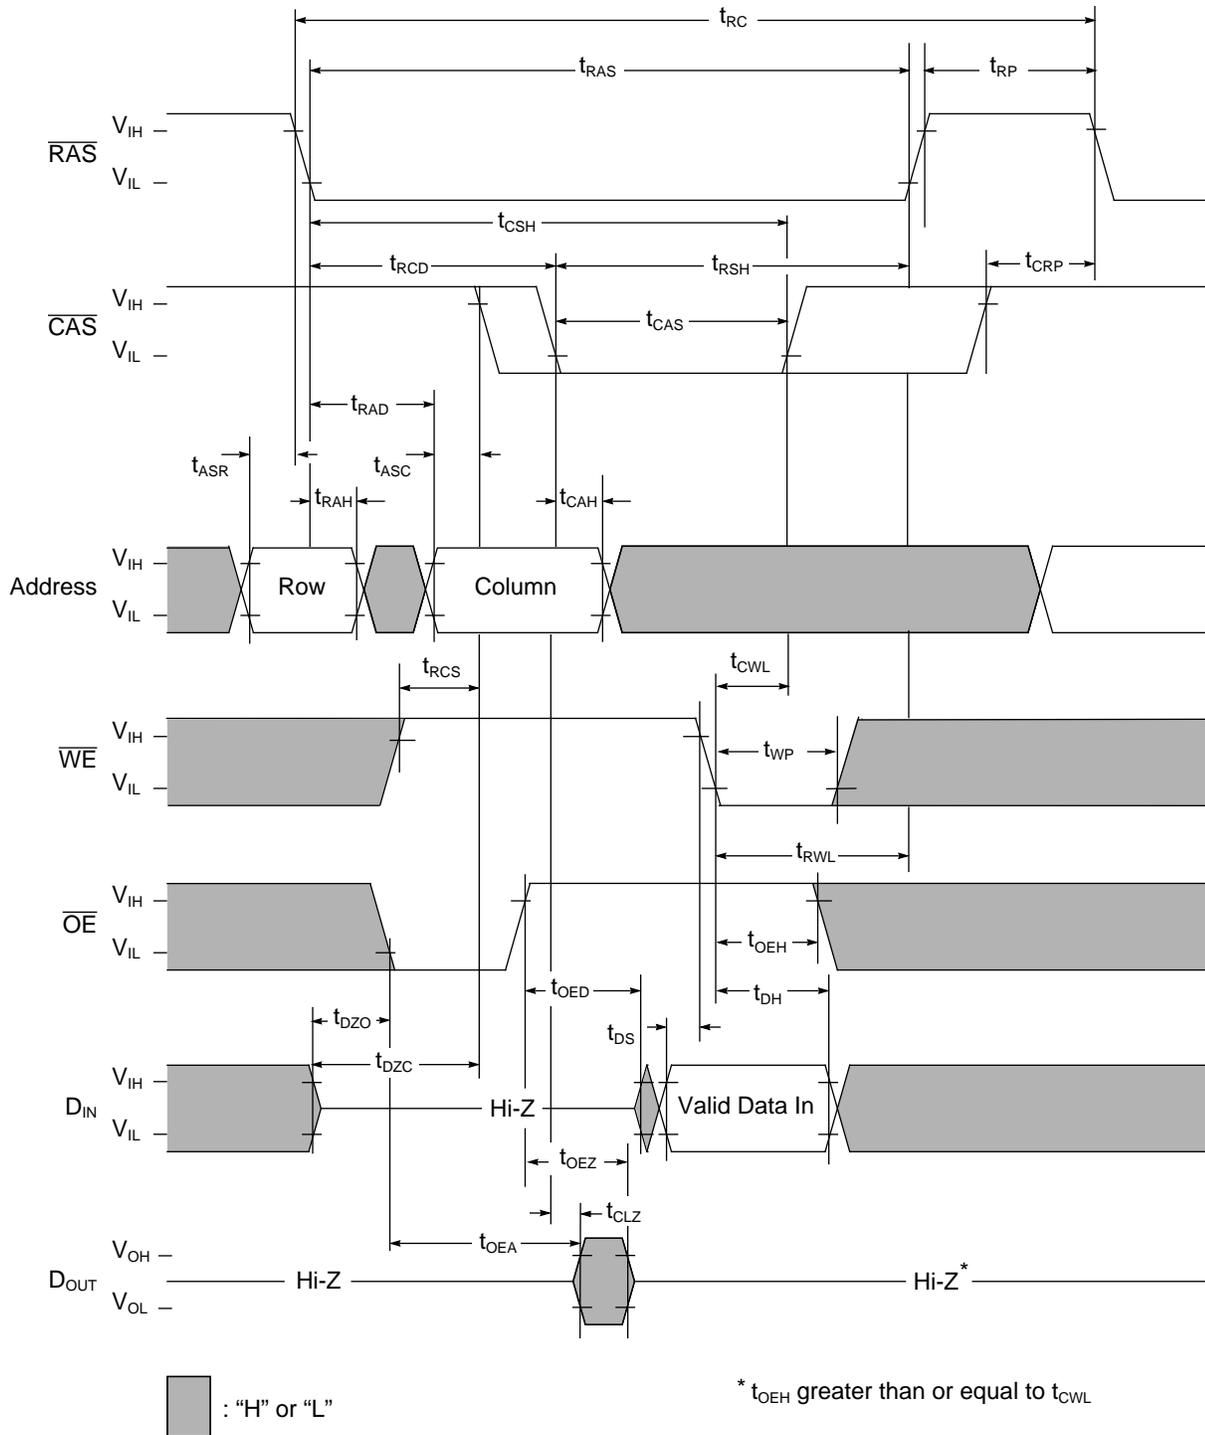 tRC
tRAS
tRP
RAS
VIH
VIL
tCSH
tRCD
tRSH
tCRP
CAS
VIH
VIL
tCAS
tRAD
tASR
tASC
tRAH
tCAH
Address
VIH
VIL
Row
Column
tRCS
tCWL
WE
VIH
VIL
tWP
tRWL
OE
VIH
VIL
tOEH
tOED
tDH
tDZO
tDS
tDZC
DIN
VIH
VIL
Hi-Z
Valid Data In
tOEZ
tCLZ
tOEA
DOUT
VOH
VOL
Hi-Z
Hi-Z*
: “H” or “L”
* tOEH greater than or equal to tCWL